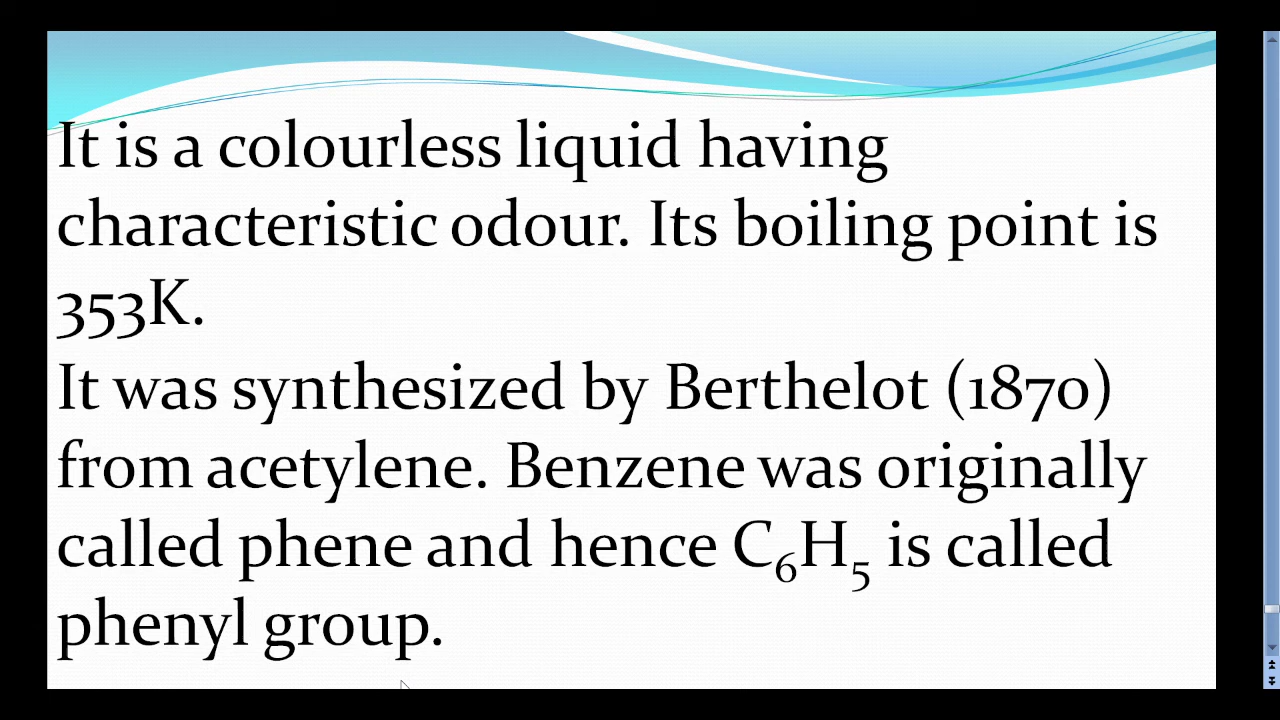 It is a colourless liquid having
characteristic odour. Its boiling point is
353K.
It was synthesized by Berthelot (1870)
from acetylene. Benzene was originally
called phene and hence C₆H₅ is called
phenyl group.